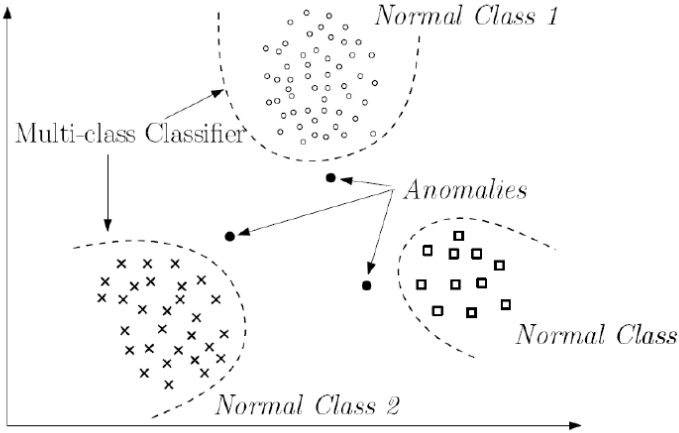 Normal Class 1
Multi-class Classifier
Anomalies
Normal Class
Normal Class 2